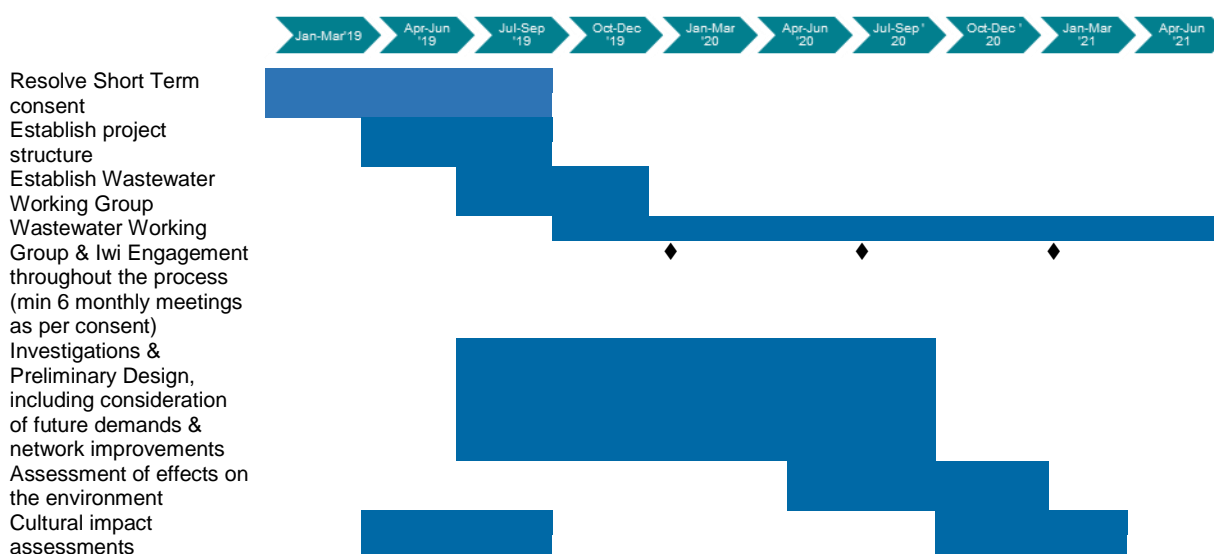 Jan-Mar'19
Apr-Jun
'19
Jul-Sep
'19
Oct-Dec
'19
Jan-Mar
'20
Apr-Jun
'20
Jul-Sep '
20
Oct-Dec '
20
Jan-Mar
'21
Apr-Jun
'21
Resolve Short Term
consent
Establish project
structure
Establish Wastewater
Working Group
Wastewater Working
Group & Iwi Engagement
throughout the process
(min 6 monthly meetings
as per consent)
Investigations &
Preliminary Design,
including consideration
of future demands &
network improvements
Assessment of effects on
the environment
Cultural impact
assessments